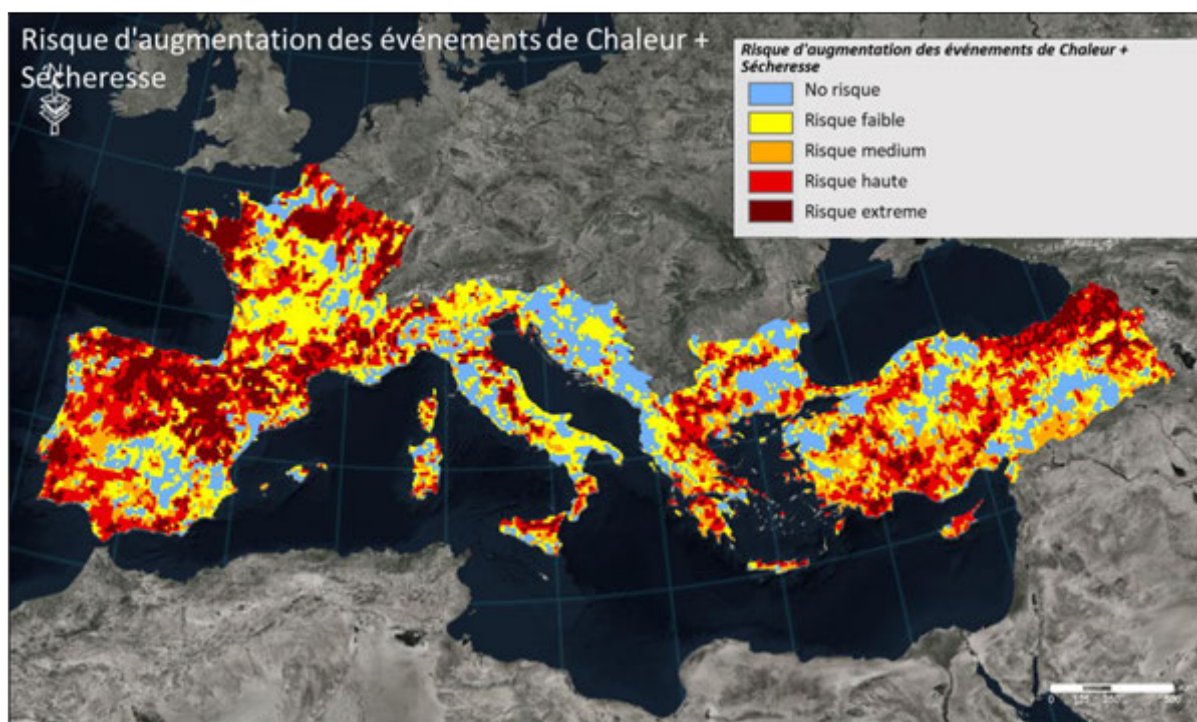 Risque d'augmentation des événements de Chaleur +
Sécheresse
N
Risque d'augmentation des événements de Chaleur +
Sécheresse
No risque
Risque faible
Risque medium
Risque haute
Risque extreme
0